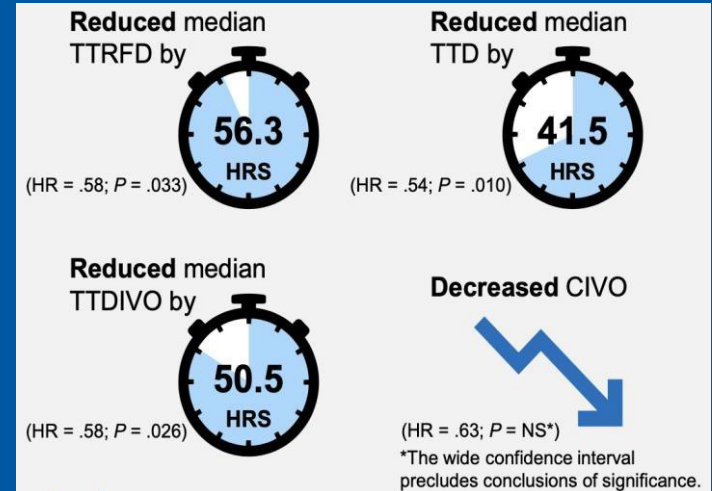 Reduced median
TTRFD by
56.3
HRS
(HR = .58; P = .033)
Reduced median
TTD by
41.5
HRS
(HR = .54; P = .010)
Reduced median
TTDIVO by
50.5
HRS
(HR = .58; P = .026)
Decreased CIVO
(HR = .63; P = NS*)
*The wide confidence interval
precludes conclusions of significance.